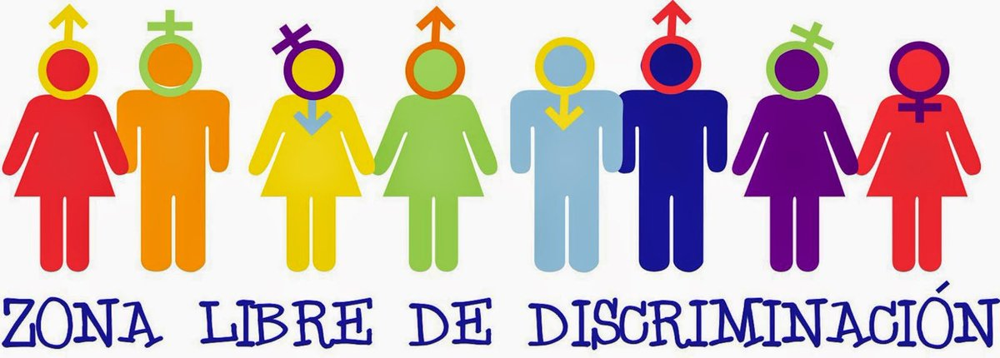 ZONA LIBRE DE DISCRIMINACIÓN